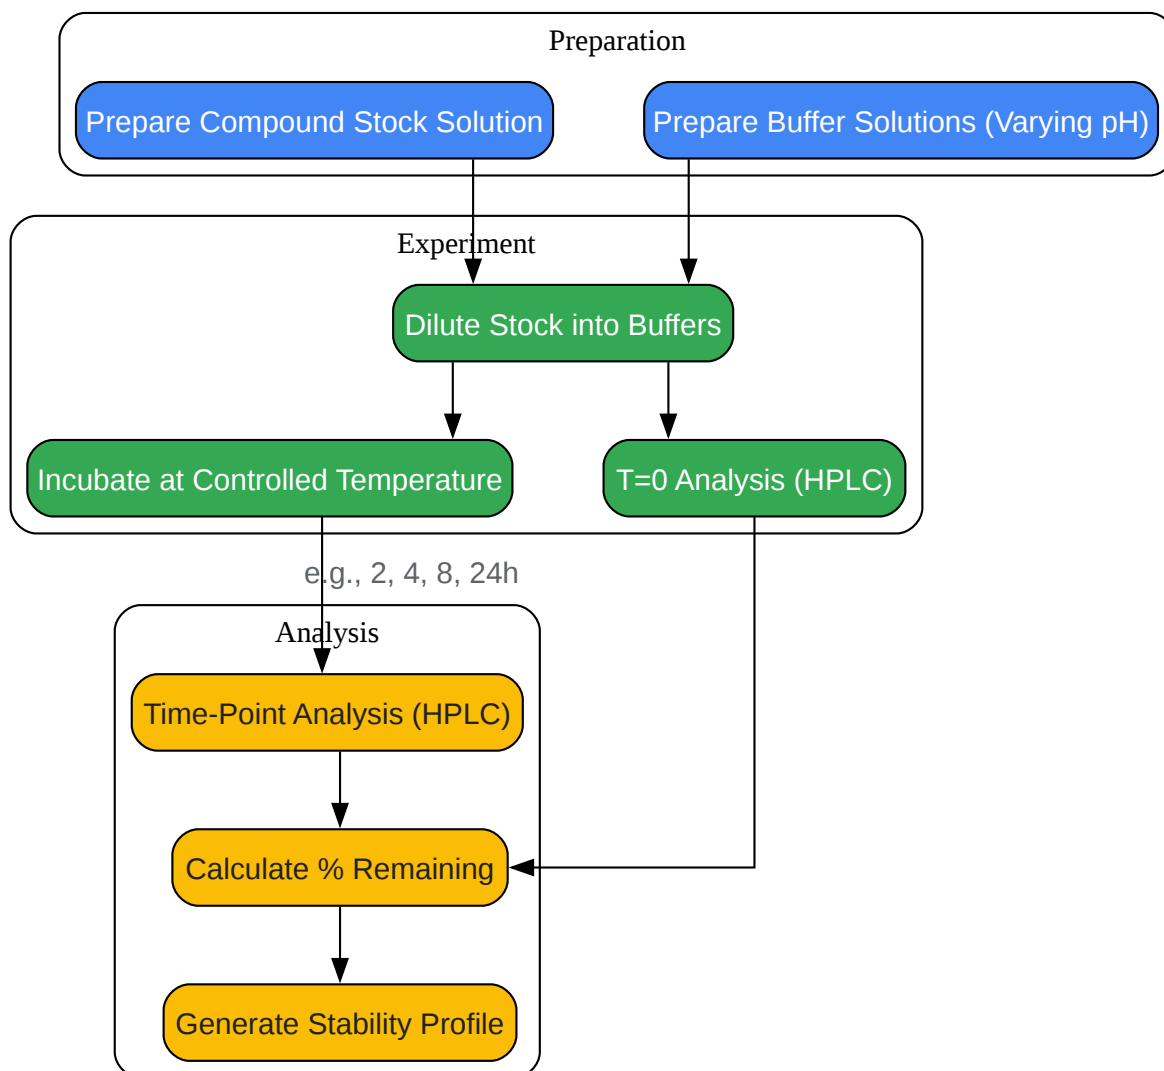 Preparation
Prepare Compound Stock Solution
Prepare Buffer Solutions (Varying pH)
Experiment
Dilute Stock into Buffers
Incubate at Controlled Temperature
T=0 Analysis (HPLC)
e.g., 2, 4, 8, 24h
Analysis
Time-Point Analysis (HPLC)
Calculate % Remaining
Generate Stability Profile